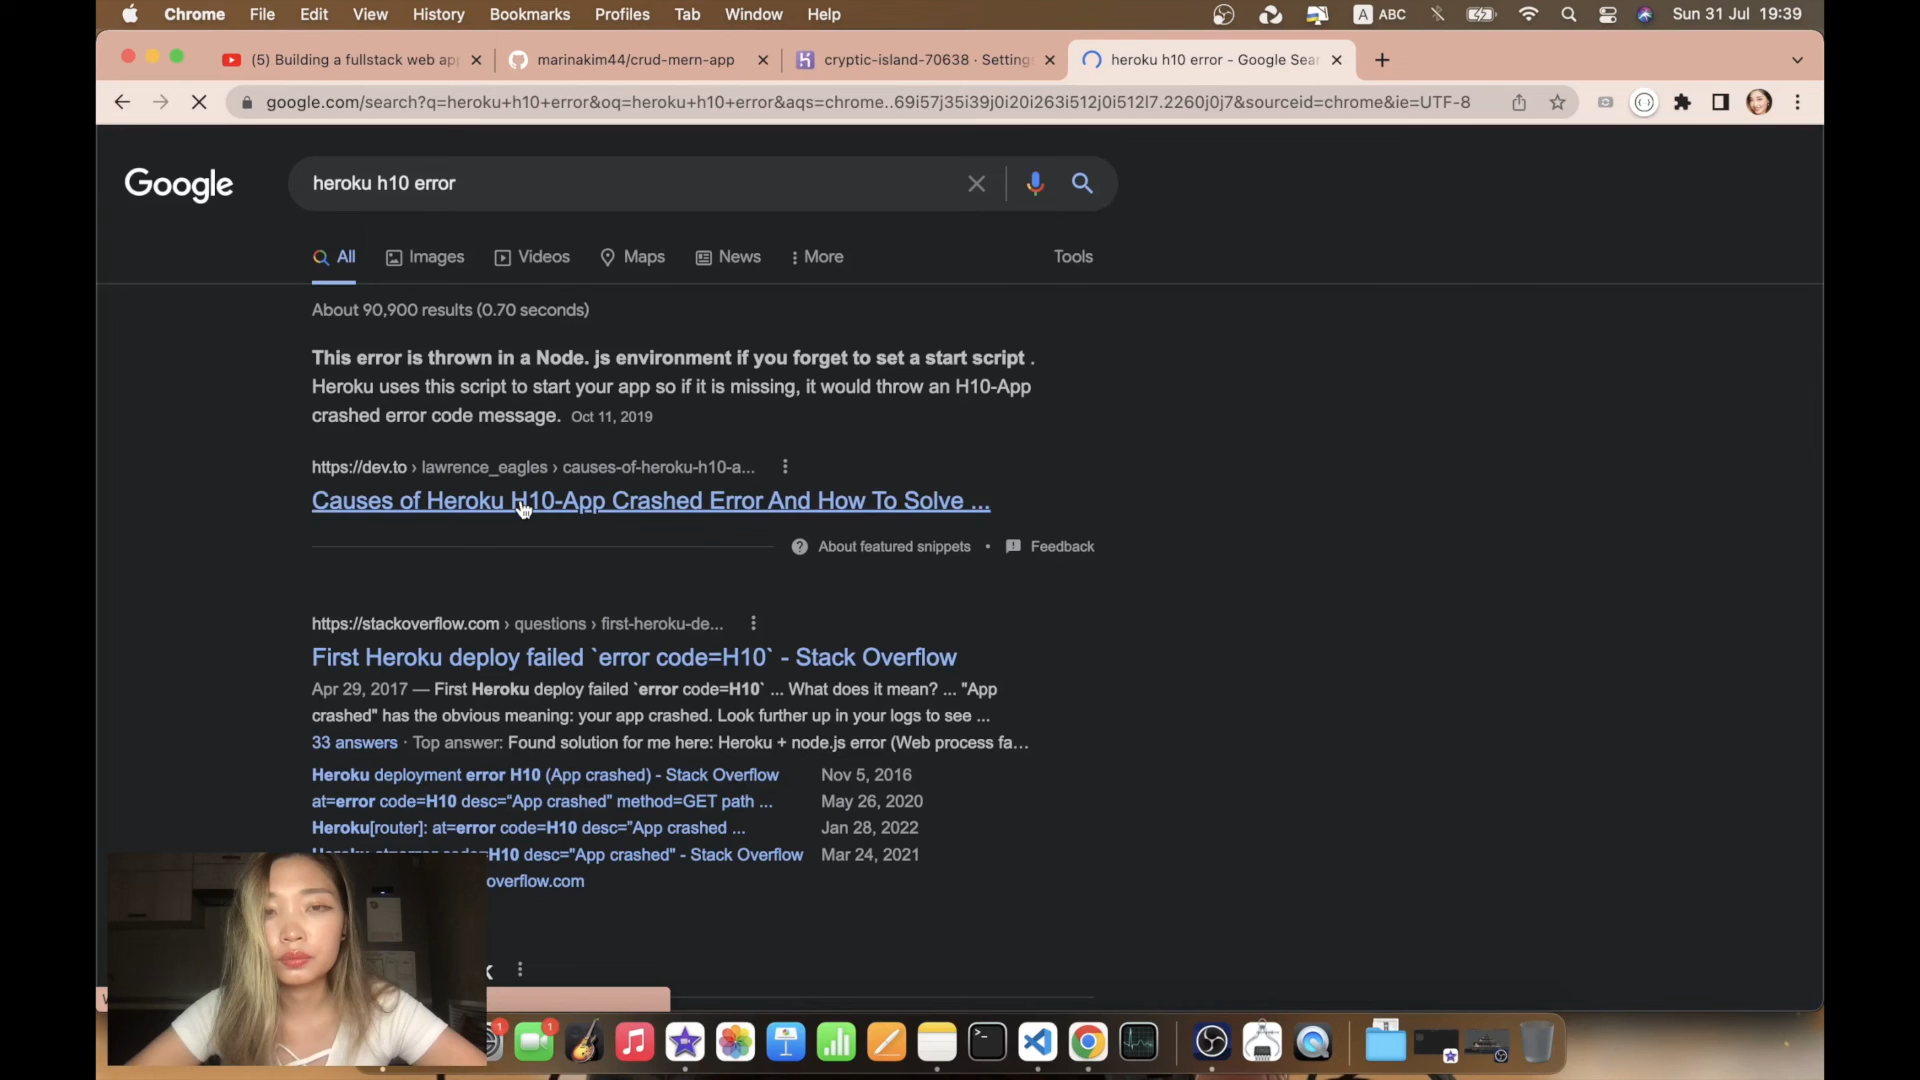 Chrome File Edit View History Bookmarks Profiles Tab Window Help A ABC Sun 31 Jul 19:39
(5) Building a fullstack web ap marinakim44/crud-mern-app cryptic-island-70638 · Setting heroku h10 error - Google Sear
google.com/search?q=heroku+h10+error&oq=heroku+h10+error&aqs=chrome..69i57j35i39j0i20i263i512j0i512l7.2260j0j7&sourceid=chrome&ie=UTF-8
Google
heroku h10 error
All Images Videos Maps News More Tools
About 90,900 results (0.70 seconds)
This error is thrown in a Node. js environment if you forget to set a start script .
Heroku uses this script to start your app so if it is missing, it would throw an H10-App
crashed error code message. Oct 11, 2019
https://dev.to › lawrence_eagles › causes-of-heroku-h10-a...
Causes of Heroku H10-App Crashed Error And How To Solve ...
About featured snippets • Feedback
https://stackoverflow.com › questions › first-heroku-de...
First Heroku deploy failed `error code=H10` - Stack Overflow
Apr 29, 2017 — First Heroku deploy failed `error code=H10` ... What does it mean? ... "App
crashed" has the obvious meaning: your app crashed. Look further up in your logs to see ...
33 answers · Top answer: Found solution for me here: Heroku + node.js error (Web process fa...
Heroku deployment error H10 (App crashed) - Stack Overflow Nov 5, 2016
at=error code=H10 desc="App crashed" method=GET path ... May 26, 2020
Heroku[router]: at=error code=H10 desc="App crashed ... Jan 28, 2022
H10 desc="App crashed" - Stack Overflow Mar 24, 2021
overflow.com
1 1